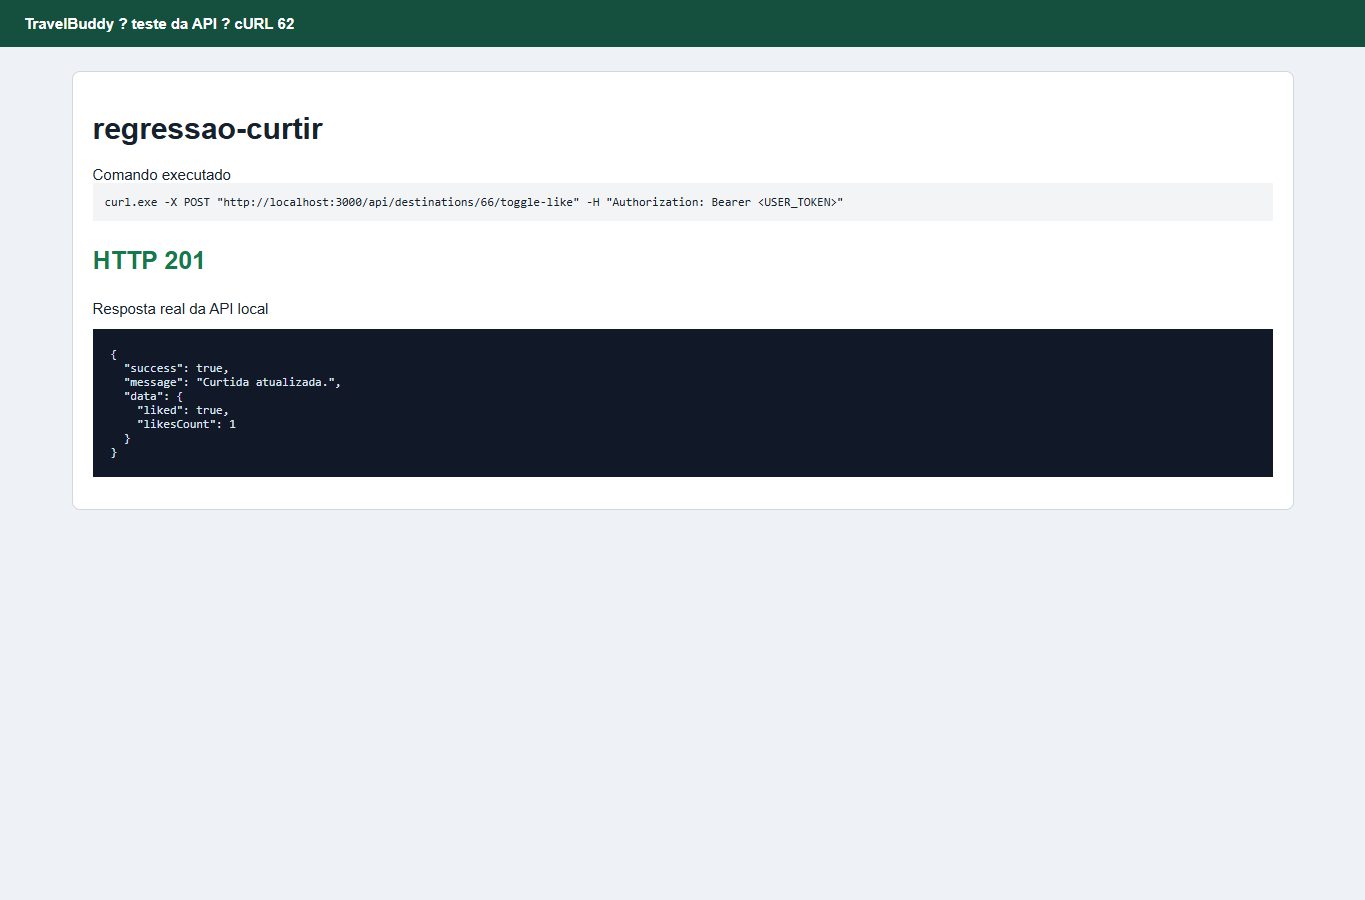 TravelBuddy ? teste da API ? cURL 62
regressao-curtir
Comando executado
curl.exe -X POST "http://localhost:3000/api/destinations/66/toggle-like" -H "Authorization: Bearer <USER_TOKEN>"
HTTP 201
Resposta real da API local
{
  "success": true,
  "message": "Curtida atualizada.",
  "data": {
    "liked": true,
    "likesCount": 1
  }
}